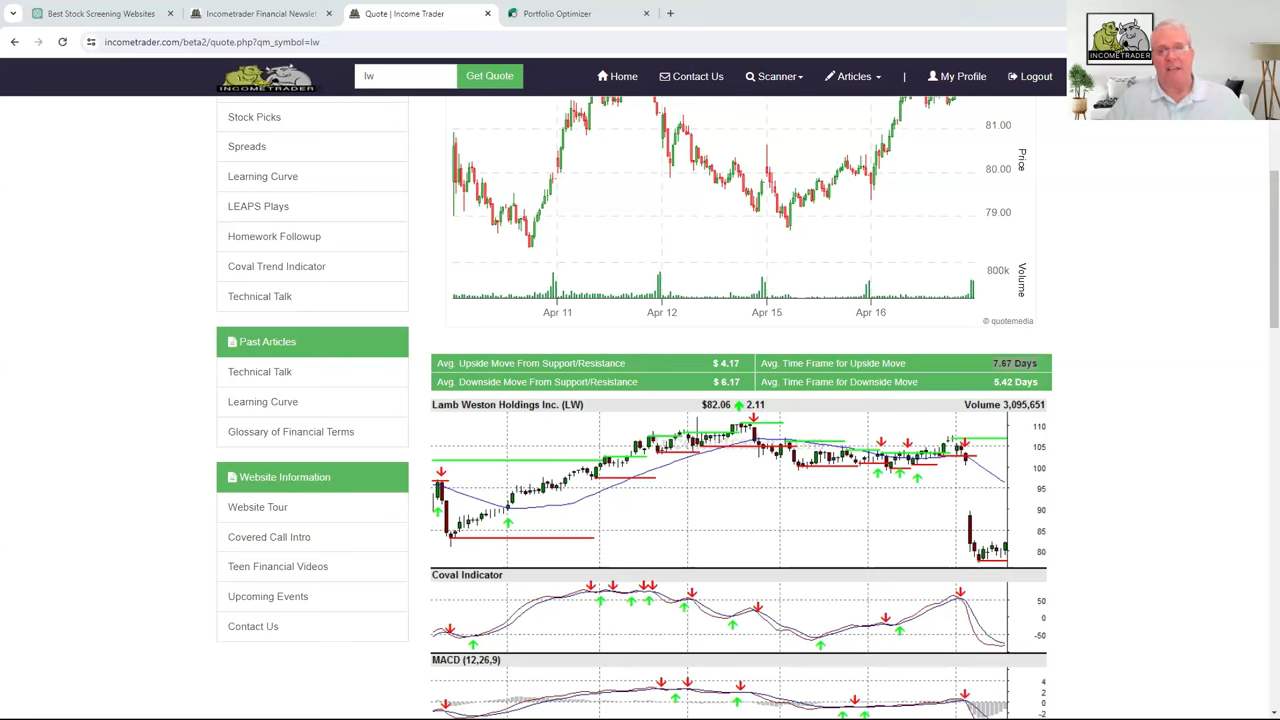 Best Stock Screening Websites
Incometrader Financial Newslet
Quote | Income Trader
Portfolio Optimizer
incometrader.com/beta2/quote.php?qm_symbol=lw
INCOMETRADER
lw
Get Quote
Home
Contact Us
Scanner
Articles
|
My Profile
Logout
INCOMETRADER
Stock Picks
Spreads
Learning Curve
LEAPS Plays
Homework Followup
Coval Trend Indicator
Technical Talk
Past Articles
Technical Talk
Learning Curve
Glossary of Financial Terms
Website Information
Website Tour
Covered Call Intro
Teen Financial Videos
Upcoming Events
Contact Us
81.00
80.00
79.00
Price
800k
Volume
Apr 11
Apr 12
Apr 15
Apr 16
© quotemedia
Avg. Upside Move From Support/Resistance $ 4.17 Avg. Time Frame for Upside Move 7.67 Days
Avg. Downside Move From Support/Resistance $ 6.17 Avg. Time Frame for Downside Move 5.42 Days
Lamb Weston Holdings Inc. (LW) $82.06 2.11 Volume 3,095,651
110
105
100
95
90
85
80
Coval Indicator
50
0
-50
MACD (12,26,9)
4
2
0
-2